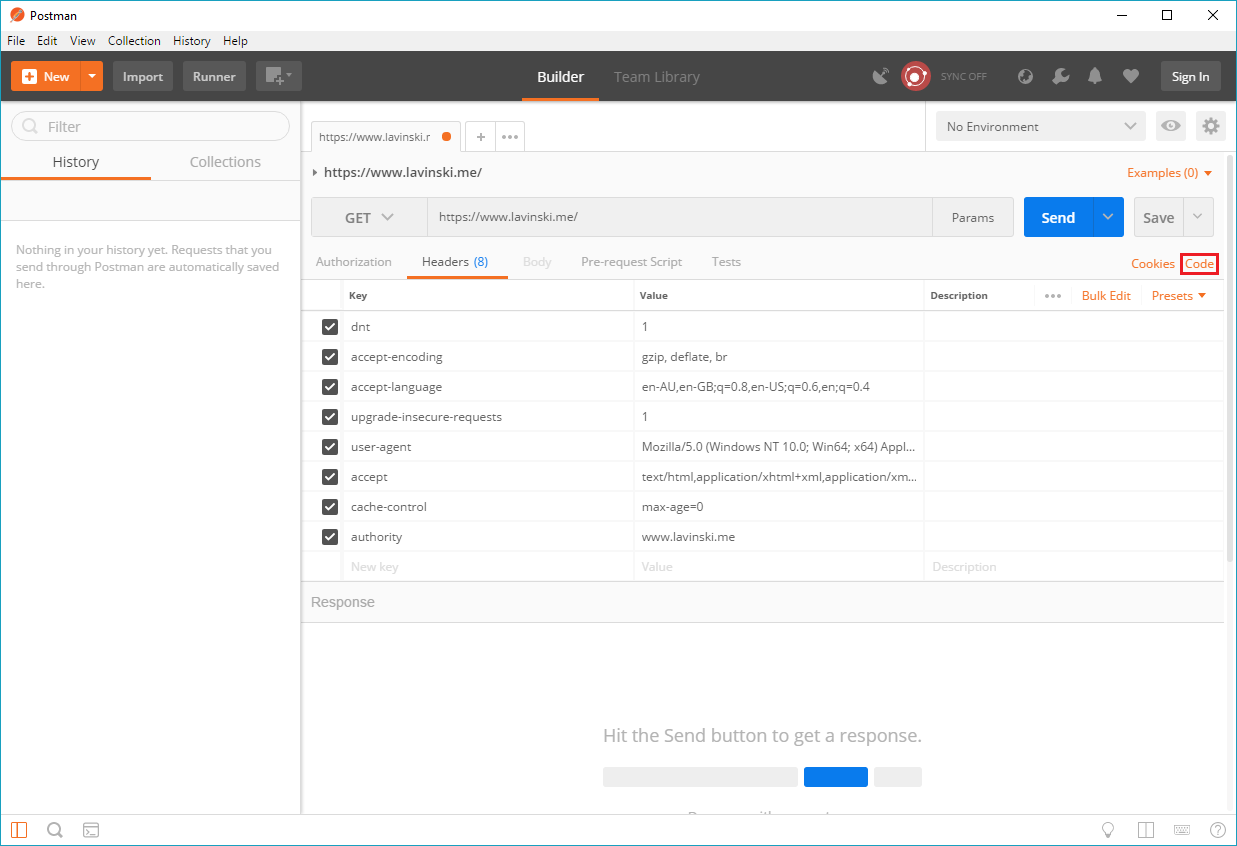 Postman
File Edit View Collection History Help
New Import Runner Builder Team Library SYNC OFF Sign In
Filter
History Collections
Nothing in your history yet. Requests that you
send through Postman are automatically saved
here.
https://www.lavinski.r + ••• No Environment
https://www.lavinski.me/ Examples (0)
GET https://www.lavinski.me/ Params Send Save
Authorization Headers (8) Body Pre-request Script Tests Cookies Code
Key Value Description ••• Bulk Edit Presets
dnt 1
accept-encoding gzip, deflate, br
accept-language en-AU,en-GB;q=0.8,en-US;q=0.6,en;q=0.4
upgrade-insecure-requests 1
user-agent Mozilla/5.0 (Windows NT 10.0; Win64; x64) Appl...
accept text/html,application/xhtml+xml,application/xm...
cache-control max-age=0
authority www.lavinski.me
New key Value Description
Response
Hit the Send button to get a response.